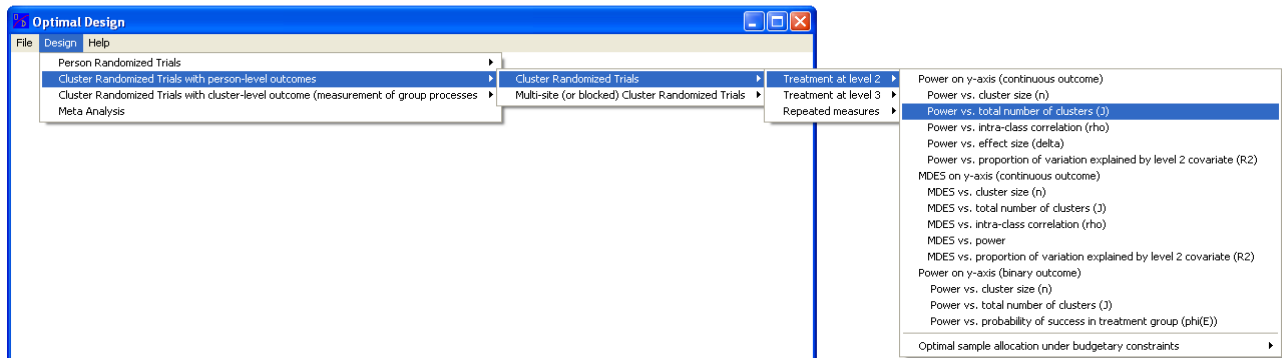 Optimal Design
File Design Help
Person Randomized Trials
Cluster Randomized Trials with person-level outcomes
Cluster Randomized Trials with cluster-level outcome (measurement of group processes
Meta Analysis
Cluster Randomized Trials
Multi-site (or blocked) Cluster Randomized Trials
Treatment at level 2
Treatment at level 3
Repeated measures
Power on y-axis (continuous outcome)
Power vs. cluster size (n)
Power vs. total number of clusters (J)
Power vs. intra-class correlation (rho)
Power vs. effect size (delta)
Power vs. proportion of variation explained by level 2 covariate (R2)
MDES on y-axis (continuous outcome)
MDES vs. cluster size (n)
MDES vs. total number of clusters (J)
MDES vs. intra-class correlation (rho)
MDES vs. power
MDES vs. proportion of variation explained by level 2 covariate (R2)
Power on y-axis (binary outcome)
Power vs. cluster size (n)
Power vs. total number of clusters (J)
Power vs. probability of success in treatment group (phi(E))
Optimal sample allocation under budgetary constraints